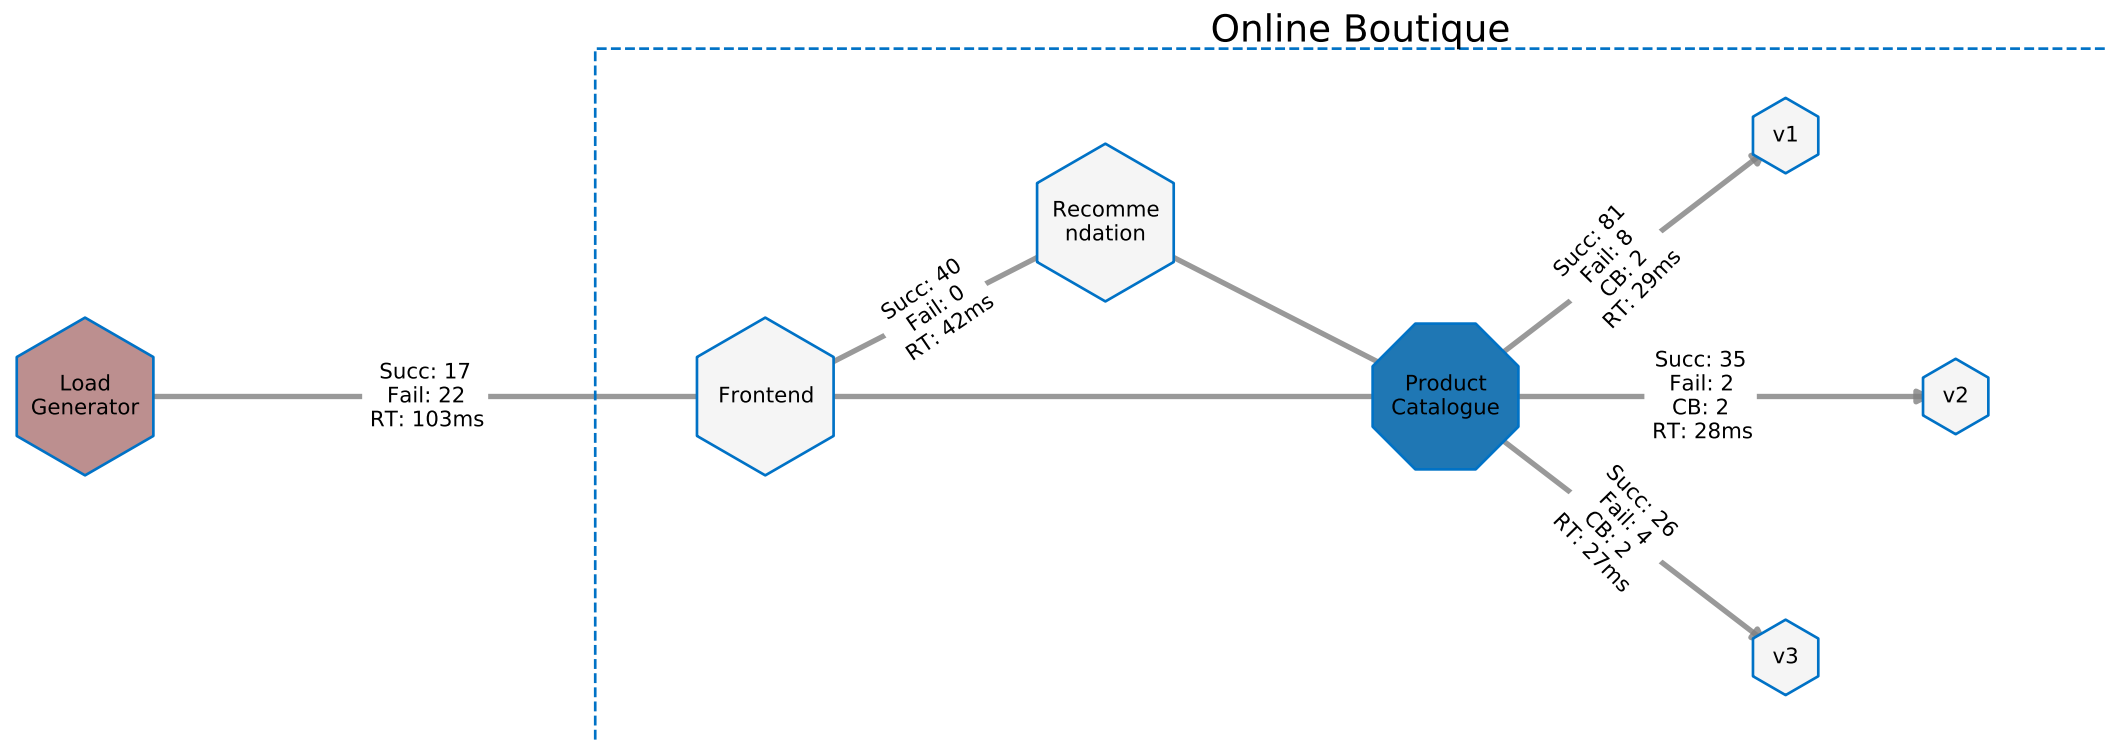 Online Boutique
v1
Recomme
ndation
Succ: 81
Fail: 8
CB: 2
RT: 29ms
Succ: 40
Fail: 0
RT: 42ms
Load
Generator
Succ: 17
Fail: 22
RT: 103ms
Frontend
Product
Catalogue
Succ: 35
Fail: 2
CB: 2
RT: 28ms
v2
Succ: 26
Fail: 4
CB: 2
RT: 27ms
v3